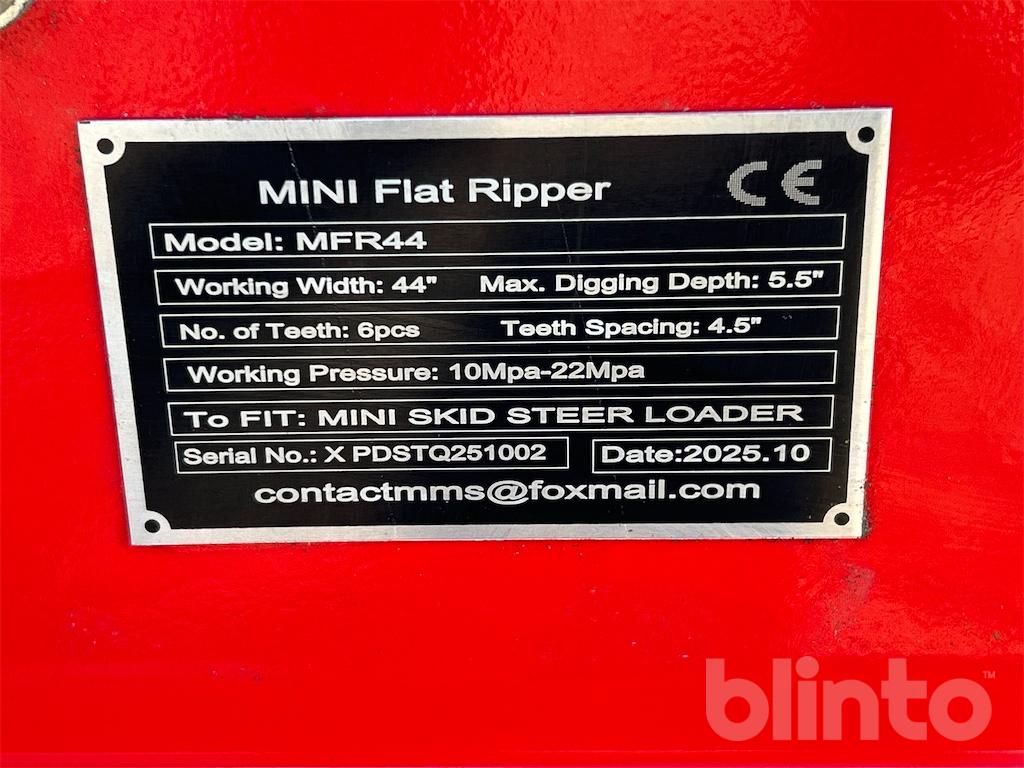 MINI Flat Ripper CE
Model: MFR44
Working Width: 44" Max. Digging Depth: 5.5"
No. of Teeth: 6pcs Teeth Spacing: 4.5"
Working Pressure: 10Mpa-22Mpa
To FIT: MINI SKID STEER LOADER
Serial No.: X PDSTQ251002 Date:2025.10
contactmms@foxmail.com
blinto™